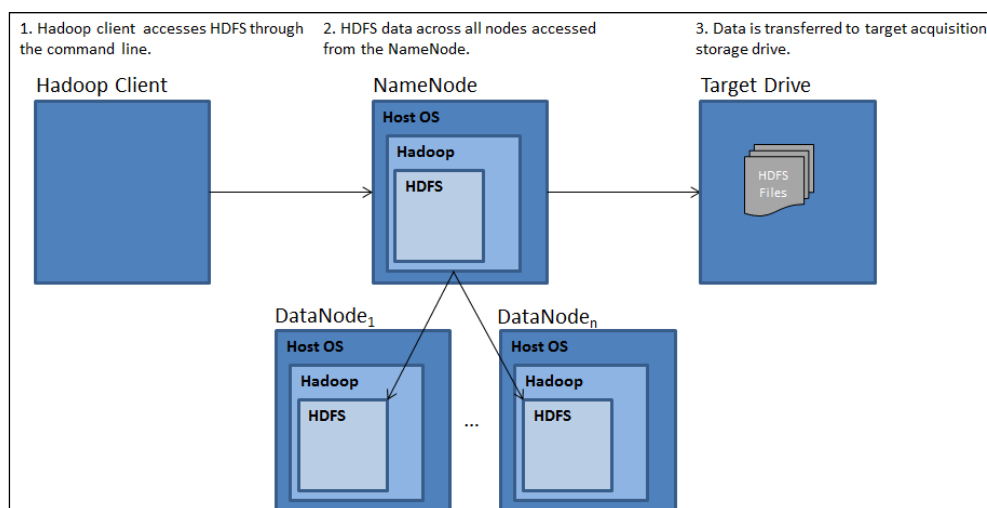 1. Hadoop client accesses HDFS through
the command line.
2. HDFS data across all nodes accessed
from the NameNode.
3. Data is transferred to target acquisition
storage drive.
Hadoop Client
NameNode
Target Drive
Host OS
Hadoop
HDFS
HDFS
Files
DataNode₁
DataNodeₙ
Host OS
Host OS
Hadoop
Hadoop
HDFS
HDFS
...